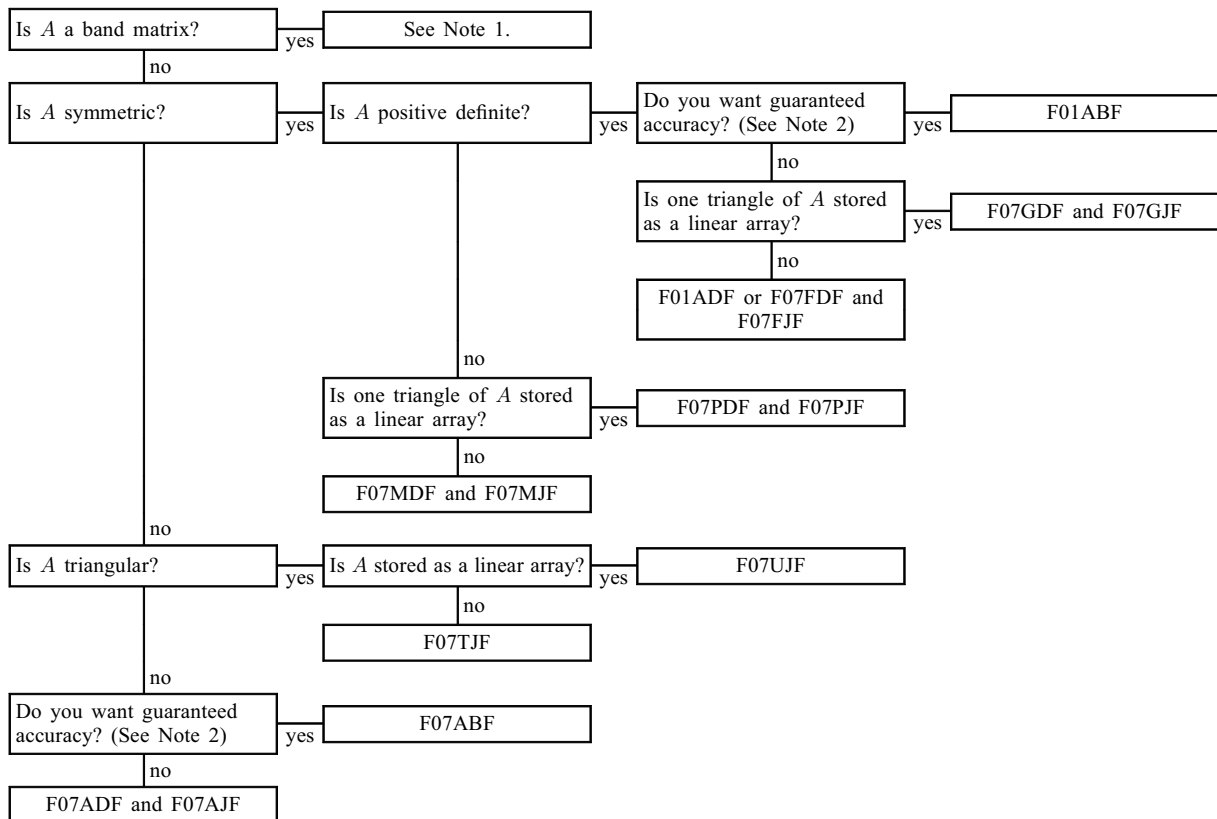 Is A a band matrix?
yes
See Note 1.
no
Is A symmetric?
yes
Is A positive definite?
yes
Do you want guaranteed
accuracy? (See Note 2)
yes
F01ABF
no
Is one triangle of A stored
as a linear array?
yes
F07GDF and F07GJF
no
F01ADF or F07FDF and
F07FJF
no
Is one triangle of A stored
as a linear array?
yes
F07PDF and F07PJF
no
F07MDF and F07MJF
no
Is A triangular?
yes
Is A stored as a linear array?
yes
F07UJF
no
F07TJF
no
Do you want guaranteed
accuracy? (See Note 2)
yes
F07ABF
no
F07ADF and F07AJF